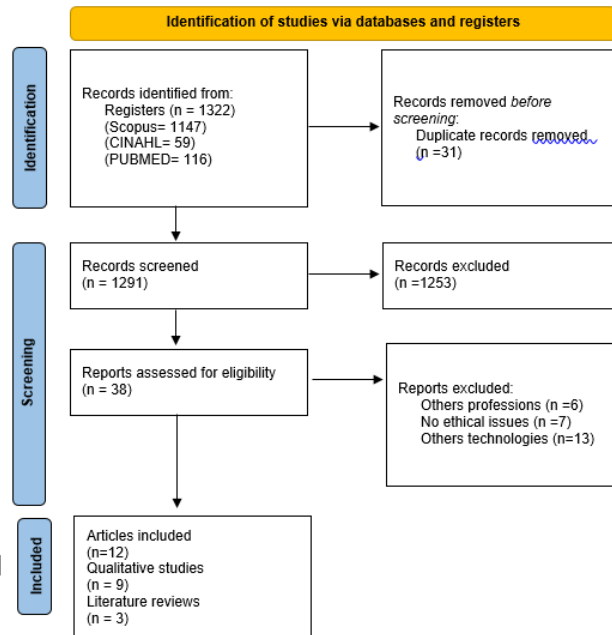 Identification of studies via databases and registers
Identification
Records identified from:
Registers (n = 1322)
(Scopus= 1147)
(CINAHL= 59)
(PUBMED= 116)
Records removed before
screening:
Duplicate records removed
(n =31)
Screening
Records screened
(n = 1291)
Records excluded
(n =1253)
Reports assessed for eligibility
(n = 38)
Reports excluded:
Others professions (n =6)
No ethical issues (n =7)
Others technologies (n=13)
Included
Articles included
(n=12)
Qualitative studies
(n = 9)
Literature reviews
(n = 3)